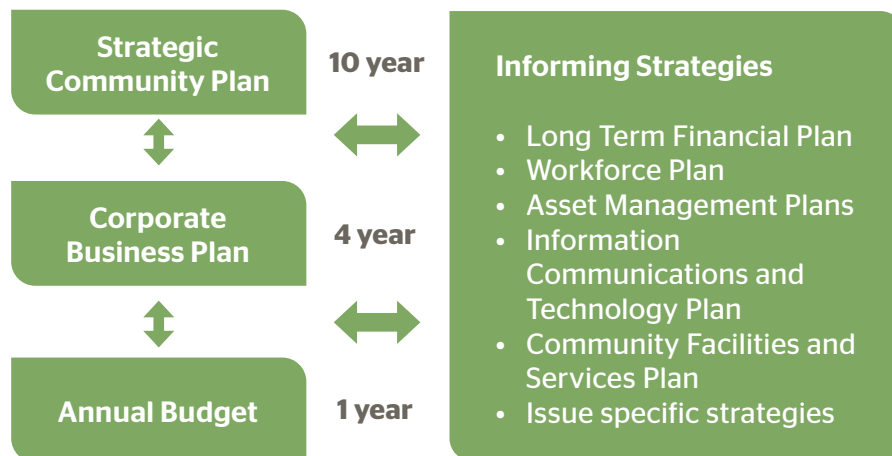 Strategic
Community Plan
10 year
Corporate
Business Plan
4 year
Annual Budget
1 year
Informing Strategies
• Long Term Financial Plan
• Workforce Plan
• Asset Management Plans
• Information
Communications and
Technology Plan
• Community Facilities and
Services Plan
• Issue specific strategies